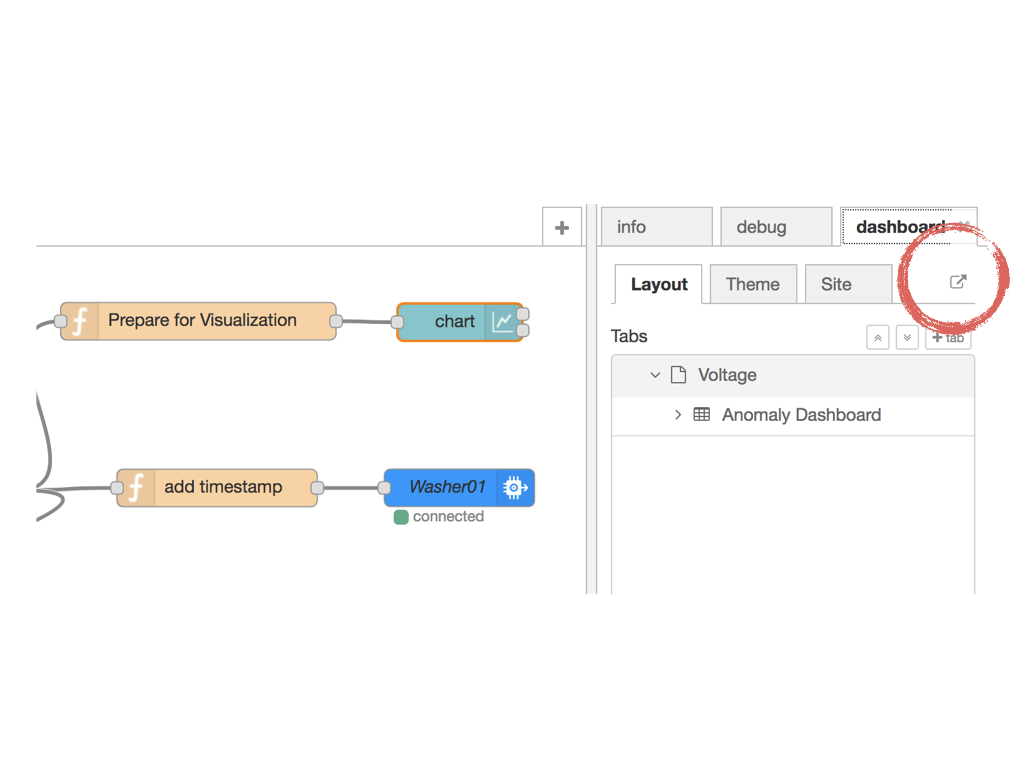 info
debug
dashboard
Layout
Theme
Site
Prepare for Visualization
chart
Tabs
+ tab
Voltage
Anomaly Dashboard
add timestamp
Washer01
connected